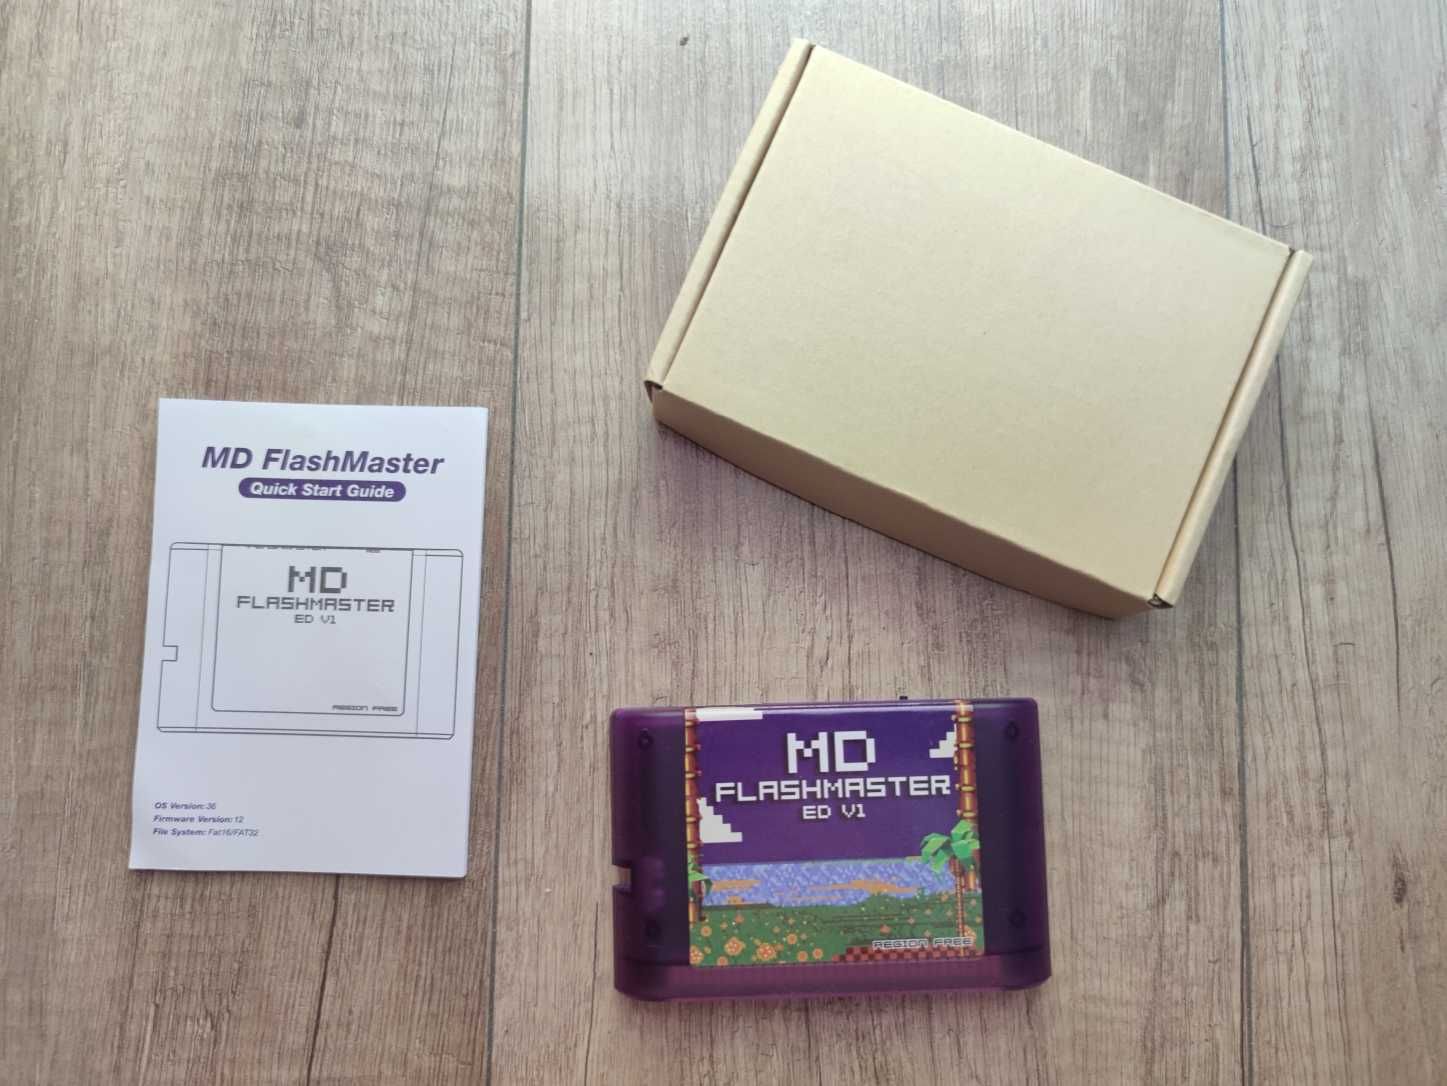 MD FlashMaster
Quick Start Guide
MD
FLASHMASTER
ED V1
REGION FREE
OS Version: 36
Firmware Version: 12
File System: Fat16/FAT32
MD
FLASHMASTER
ED V1
REGION FREE